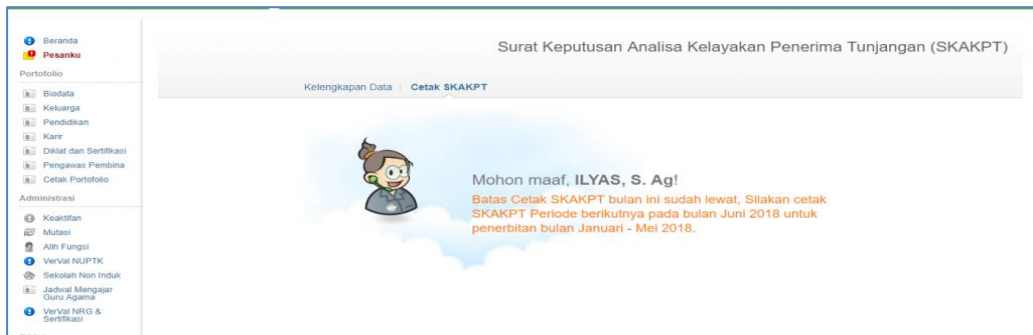 Beranda
Pesanku
Portofolio
Biodata
Keluarga
Pendidikan
Karir
Diklat dan Sertifikasi
Pengawas Pembina
Cetak Portofolio
Administrasi
Keaktifan
Mutasi
Alih Fungsi
VerVal NUPTK
Sekolah Non Induk
Jadwal Mengajar
Guru Agama
VerVal NRG &
Sertifikasi
Surat Keputusan Analisa Kelayakan Penerima Tunjangan (SKAKPT)
Kelengkapan Data | Cetak SKAKPT
Mohon maaf, ILYAS, S. Ag!
Batas Cetak SKAKPT bulan ini sudah lewat, Silakan cetak
SKAKPT Periode berikutnya pada bulan Juni 2018 untuk
penerbitan bulan Januari - Mei 2018.